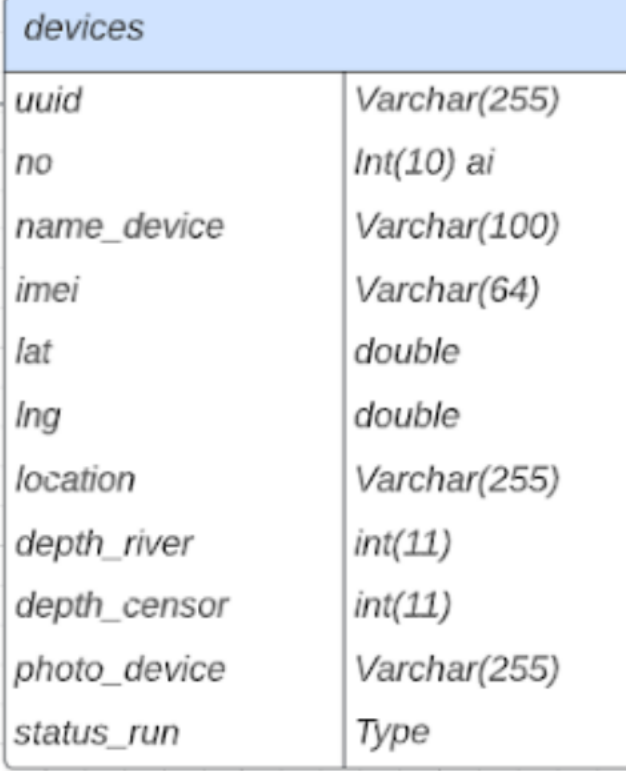 devices
uuid Varchar(255)
no Int(10) ai
name_device Varchar(100)
imei Varchar(64)
lat double
lng double
location Varchar(255)
depth_river int(11)
depth_censor int(11)
photo_device Varchar(255)
status_run Type